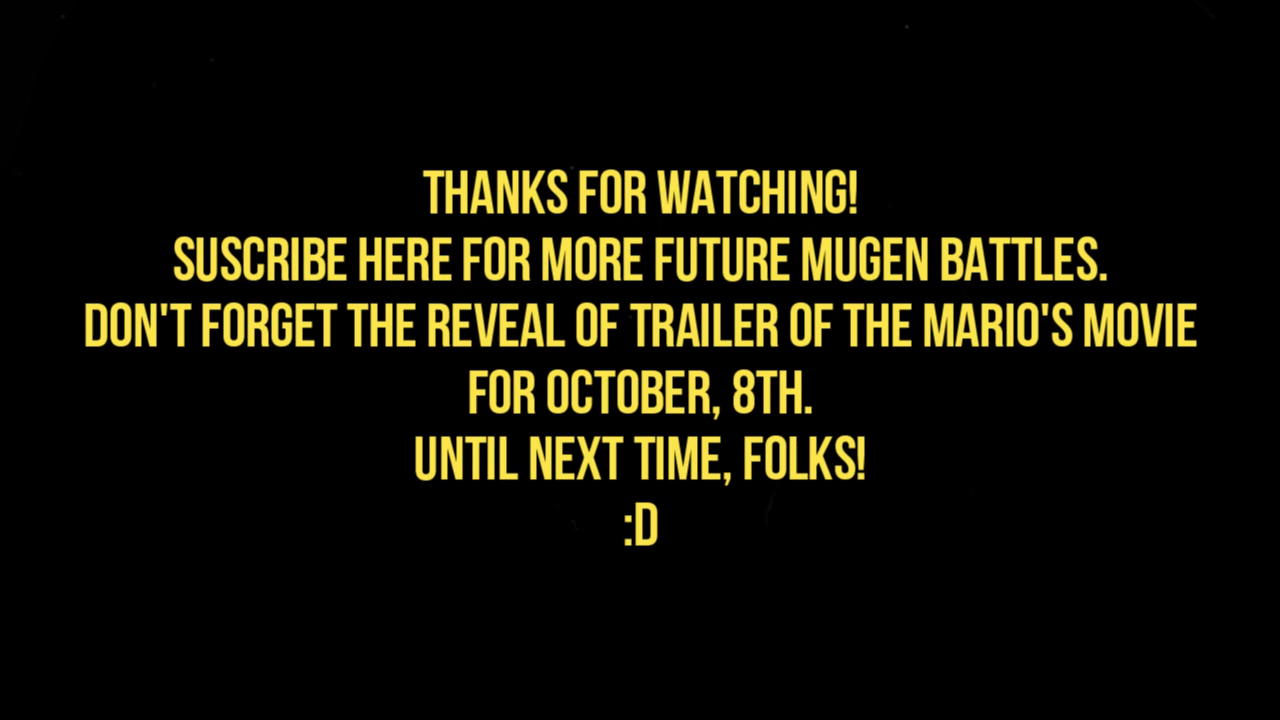 THANKS FOR WATCHING!
SUSCRIBE HERE FOR MORE FUTURE MUGEN BATTLES.
DON'T FORGET THE REVEAL OF TRAILER OF THE MARIO'S MOVIE
FOR OCTOBER, 8TH.
UNTIL NEXT TIME, FOLKS!
:D